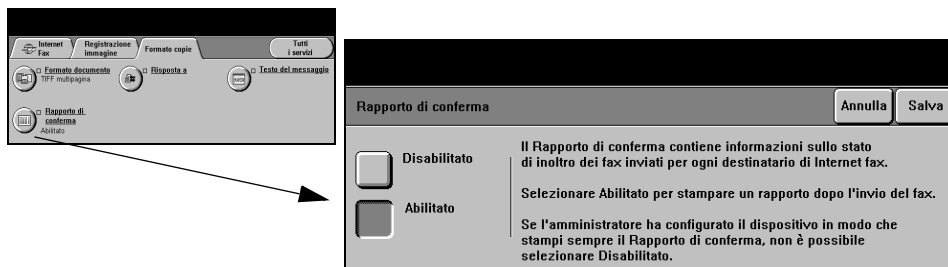 Internet
Fax
Registrazione
immagine
Formato copie
Tutti
i servizi
Formato documento
TIFF multipagina
Risposta a
Testo del messaggio
Rapporto di
conferma
Abilitato
Rapporto di conferma
Annulla
Salva
Disabilitato
Abilitato
Il Rapporto di conferma contiene informazioni sullo stato
di inoltro dei fax inviati per ogni destinatario di Internet fax.
Selezionare Abilitato per stampare un rapporto dopo l'invio del fax.
Se l'amministratore ha configurato il dispositivo in modo che
stampi sempre il Rapporto di conferma, non è possibile
selezionare Disabilitato.